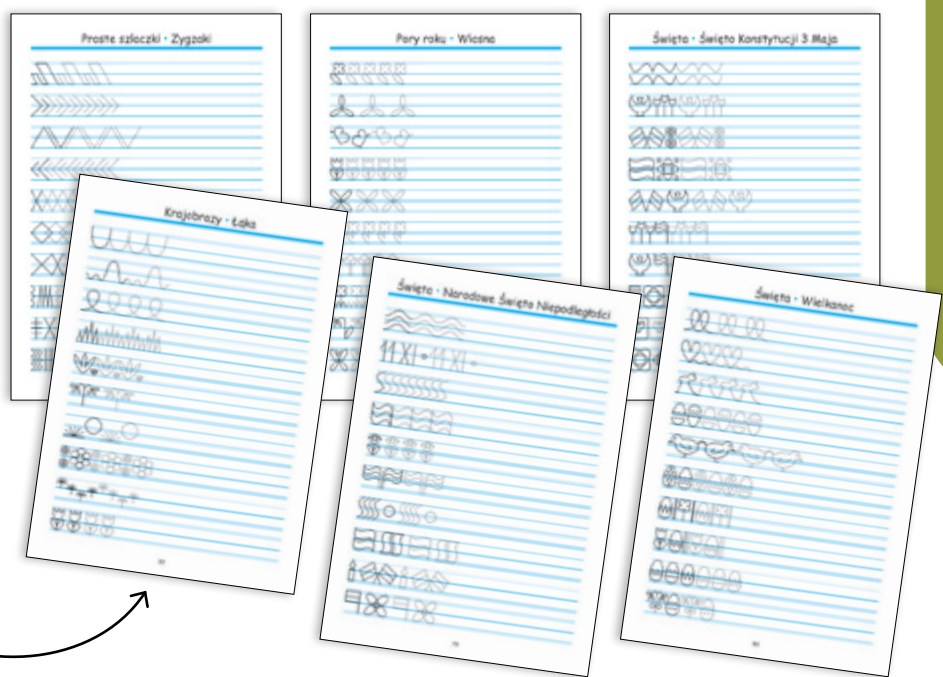 Proste szlaczki • Zygzaki
Pory roku • Wiosna
Święta • Święto Konstytucji 3 Maja
Krajobrazy • Łąka
Święta • Narodowe Święto Niepodległości
11 XI • 11 XI •
Święta • Wielkanoc